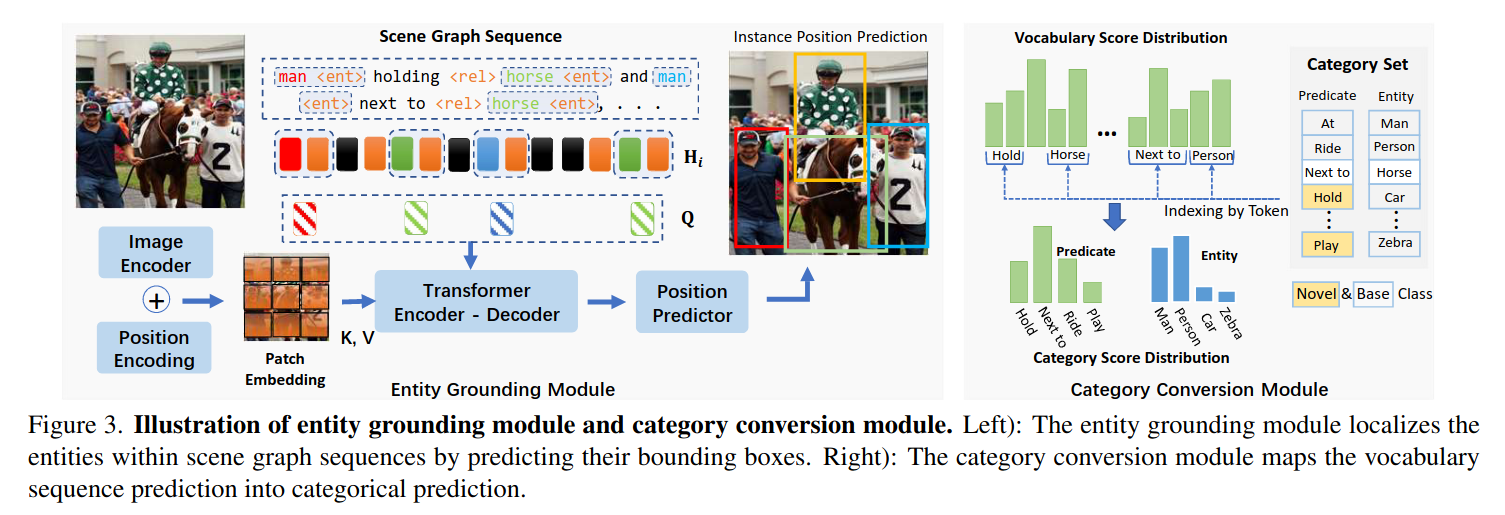 Scene Graph Sequence
man <ent> holding <rel> horse <ent> and man
<ent> next to <rel> horse <ent>, . . .
H_i
Q
Image
Encoder
+
Position
Encoding
Patch
Embedding
K, V
Transformer
Encoder - Decoder
Position
Predictor
Instance Position Prediction
2
2
Entity Grounding Module
Vocabulary Score Distribution
...
Hold Horse Next to Person
Indexing by Token
Predicate
Entity
Hold Next to Ride Play
Man Person Car Zebra
Category Score Distribution
Category Set
Predicate Entity
At Man
Ride Person
Next to Horse
Hold Car
Play Zebra
Novel & Base Class
Category Conversion Module
Figure 3. Illustration of entity grounding module and category conversion module. Left): The entity grounding module localizes the
entities within scene graph sequences by predicting their bounding boxes. Right): The category conversion module maps the vocabulary
sequence prediction into categorical prediction.